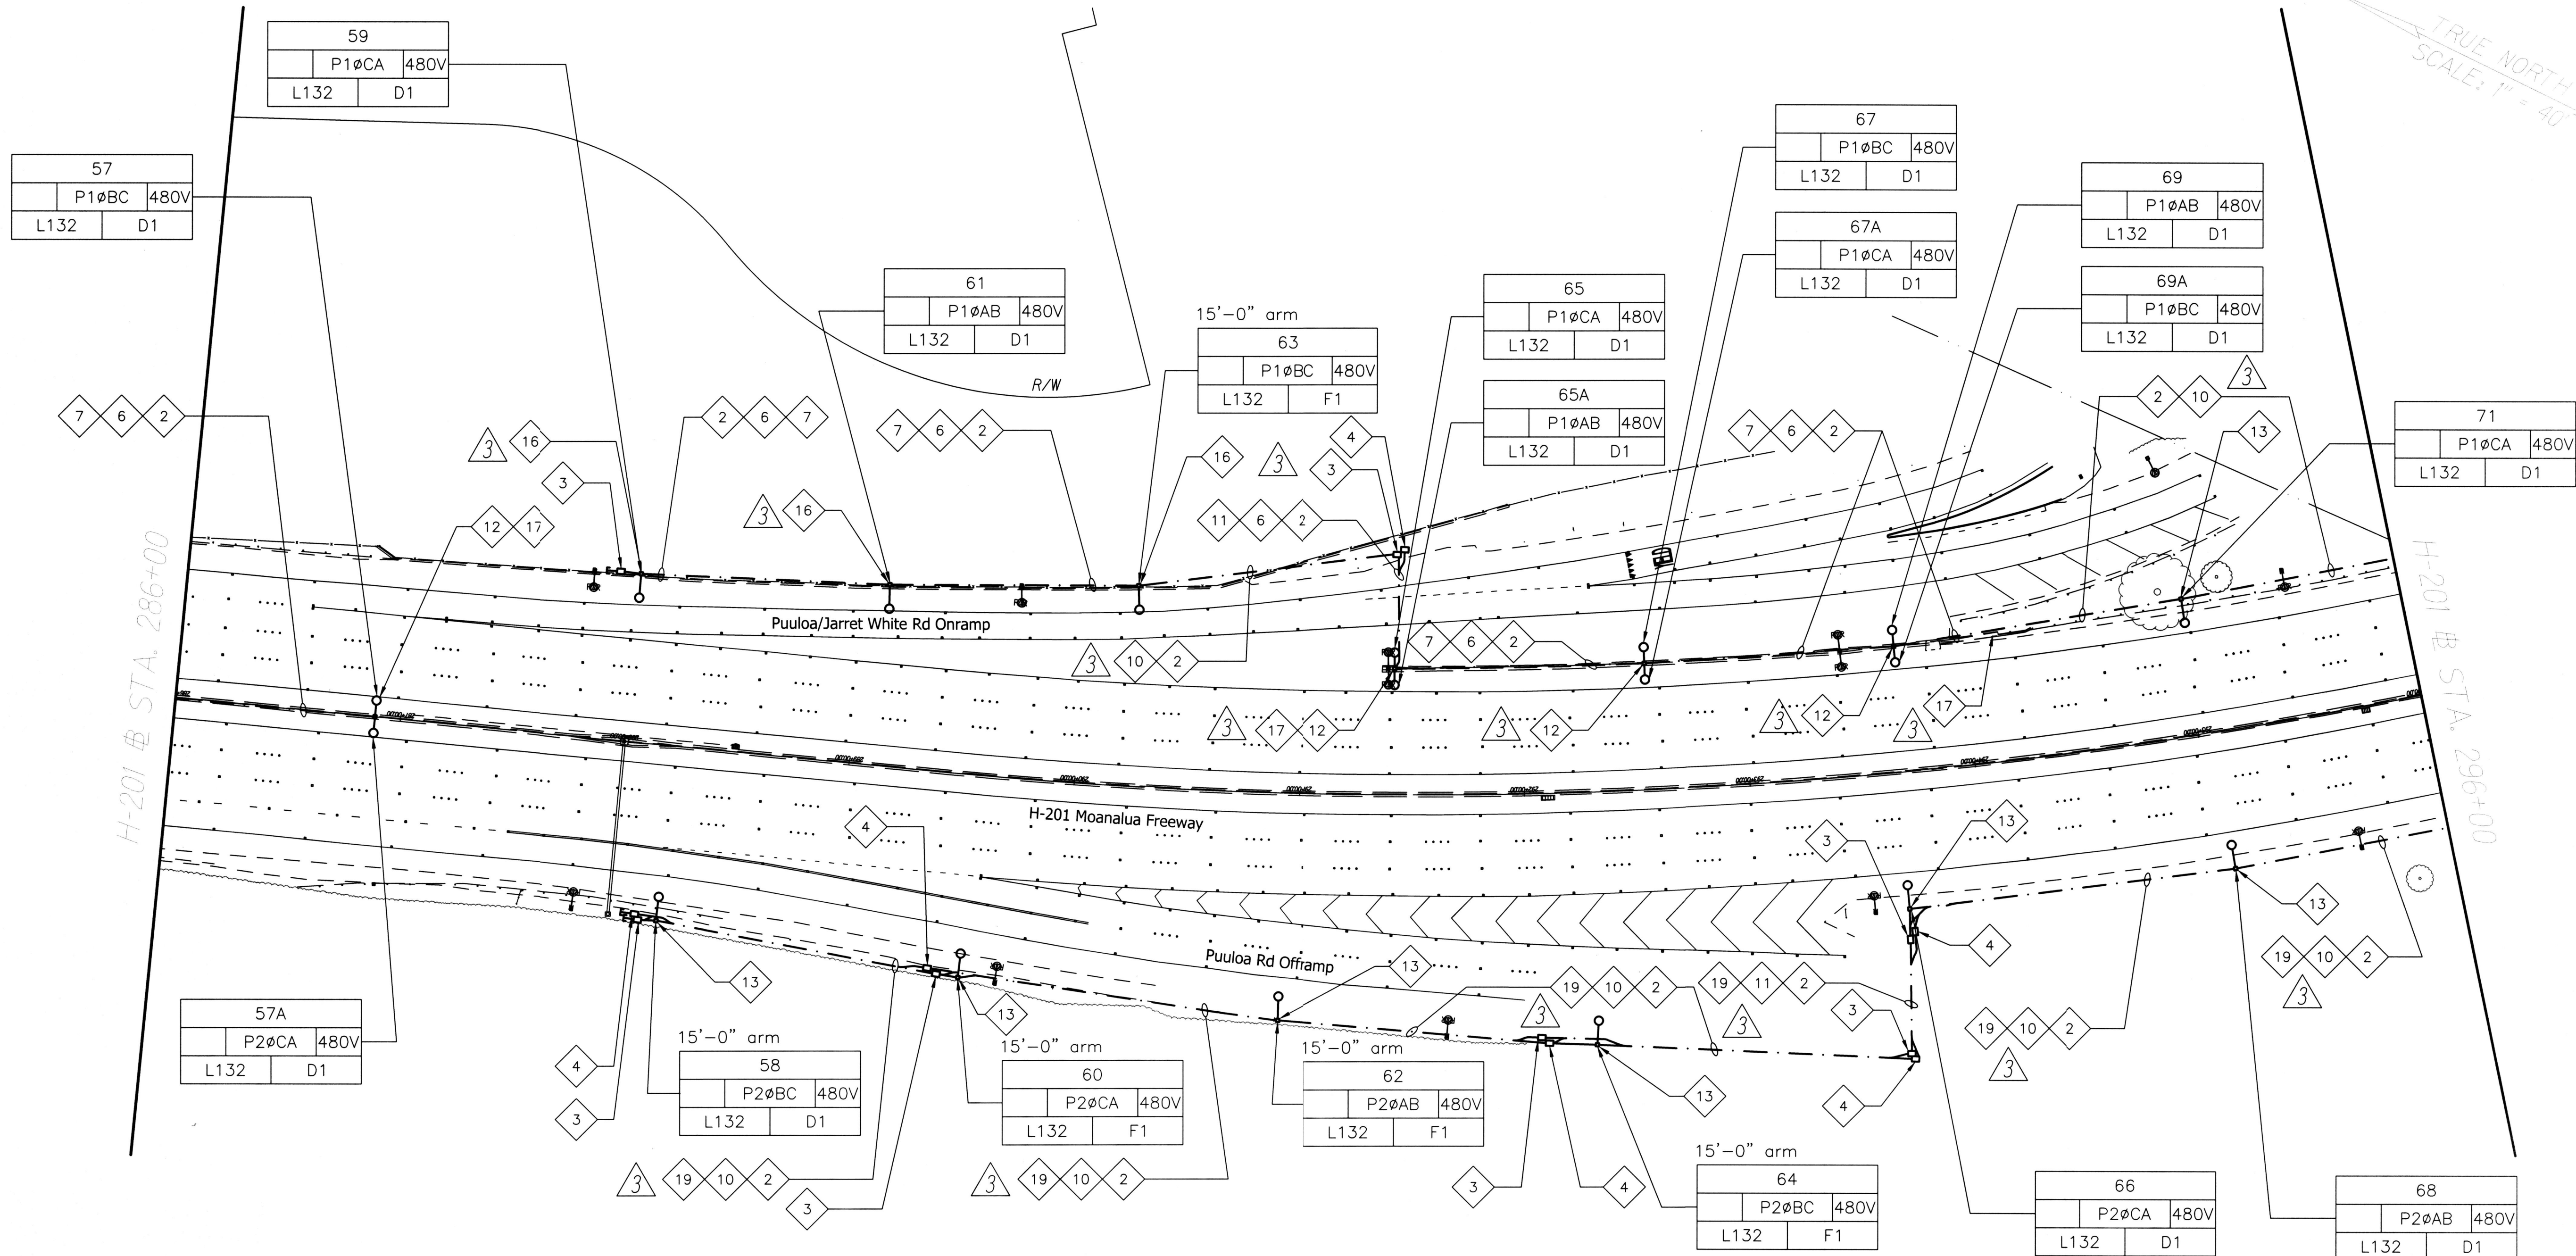 TRUE NORTH
SCALE: 1" = 40'
59
P1øCA 480V
L132 D1
57
P1øBC 480V
L132 D1
67
P1øBC 480V
L132 D1
67A
P1øCA 480V
L132 D1
69
P1øAB 480V
L132 D1
69A
P1øBC 480V
L132 D1
61
P1øAB 480V
L132 D1
15'-0" arm
63
P1øBC 480V
L132 F1
65
P1øCA 480V
L132 D1
65A
P1øAB 480V
L132 D1
71
P1øCA 480V
L132 D1
R/W
7 6 2
2 6 7
7 6 2
7 6 2
2 10
3
13
3 16
3
3 16
16
3
4
3
11 6 2
12 17
7 6 2
3 10 2
3 17 12
3 12
3 12
3 17
Puuloa/Jarret White Rd Onramp
H-201 ⅊ STA. 286+00
H-201 ⅊ STA. 296+00
H-201 Moanalua Freeway
Puuloa Rd Offramp
4
13
3
13
4
13
13
13
13
13
19 10 2
3
19 11 2
3
3
4
19 10 2
3
19 10 2
3
57A
P2øCA 480V
L132 D1
4
3
15'-0" arm
58
P2øBC 480V
L132 D1
15'-0" arm
60
P2øCA 480V
L132 F1
15'-0" arm
62
P2øAB 480V
L132 F1
3 19 10 2
3
3 19 10 2
3
4
15'-0" arm
64
P2øBC 480V
L132 F1
66
P2øCA 480V
L132 D1
68
P2øAB 480V
L132 D1